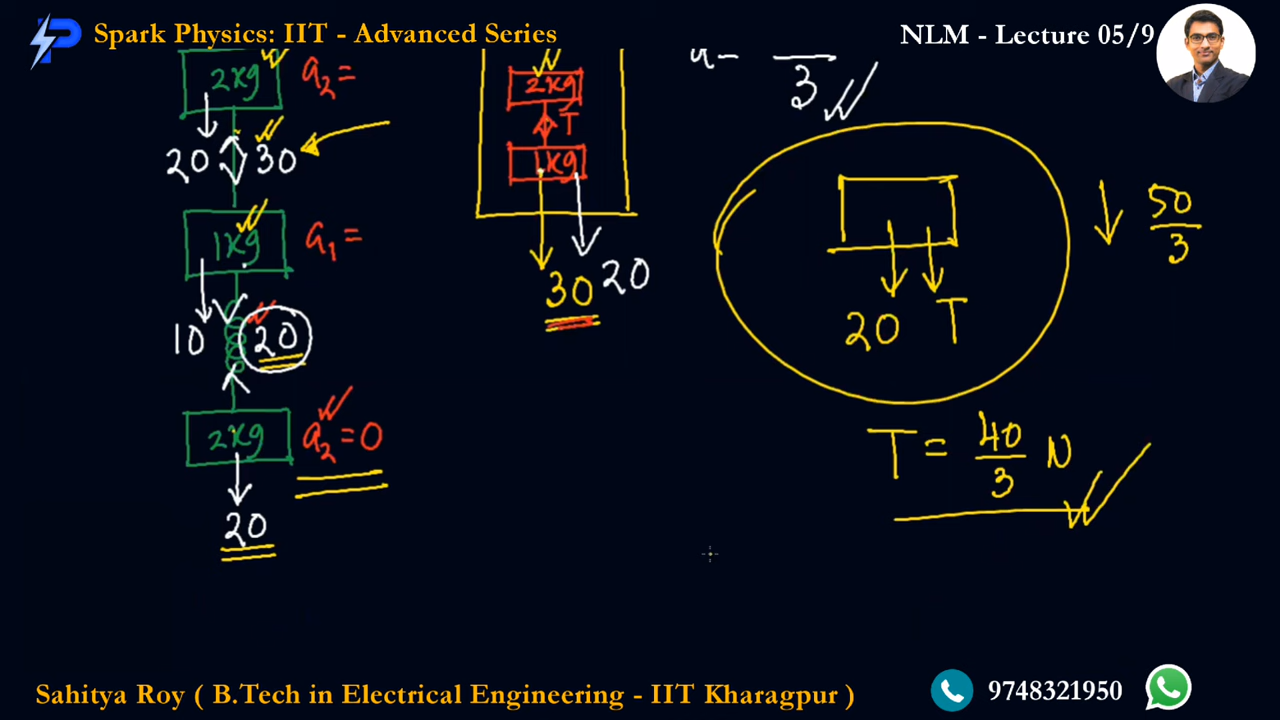 Spark Physics: IIT - Advanced Series
NLM - Lecture 05/9
2kg a₂ =
20 30
1kg a₁ =
10 20
2kg a₂ = 0
20
2kg
T
1kg
30 20
3
20 T
50/3
T = 40/3 N
Sahitya Roy ( B.Tech in Electrical Engineering - IIT Kharagpur )
9748321950